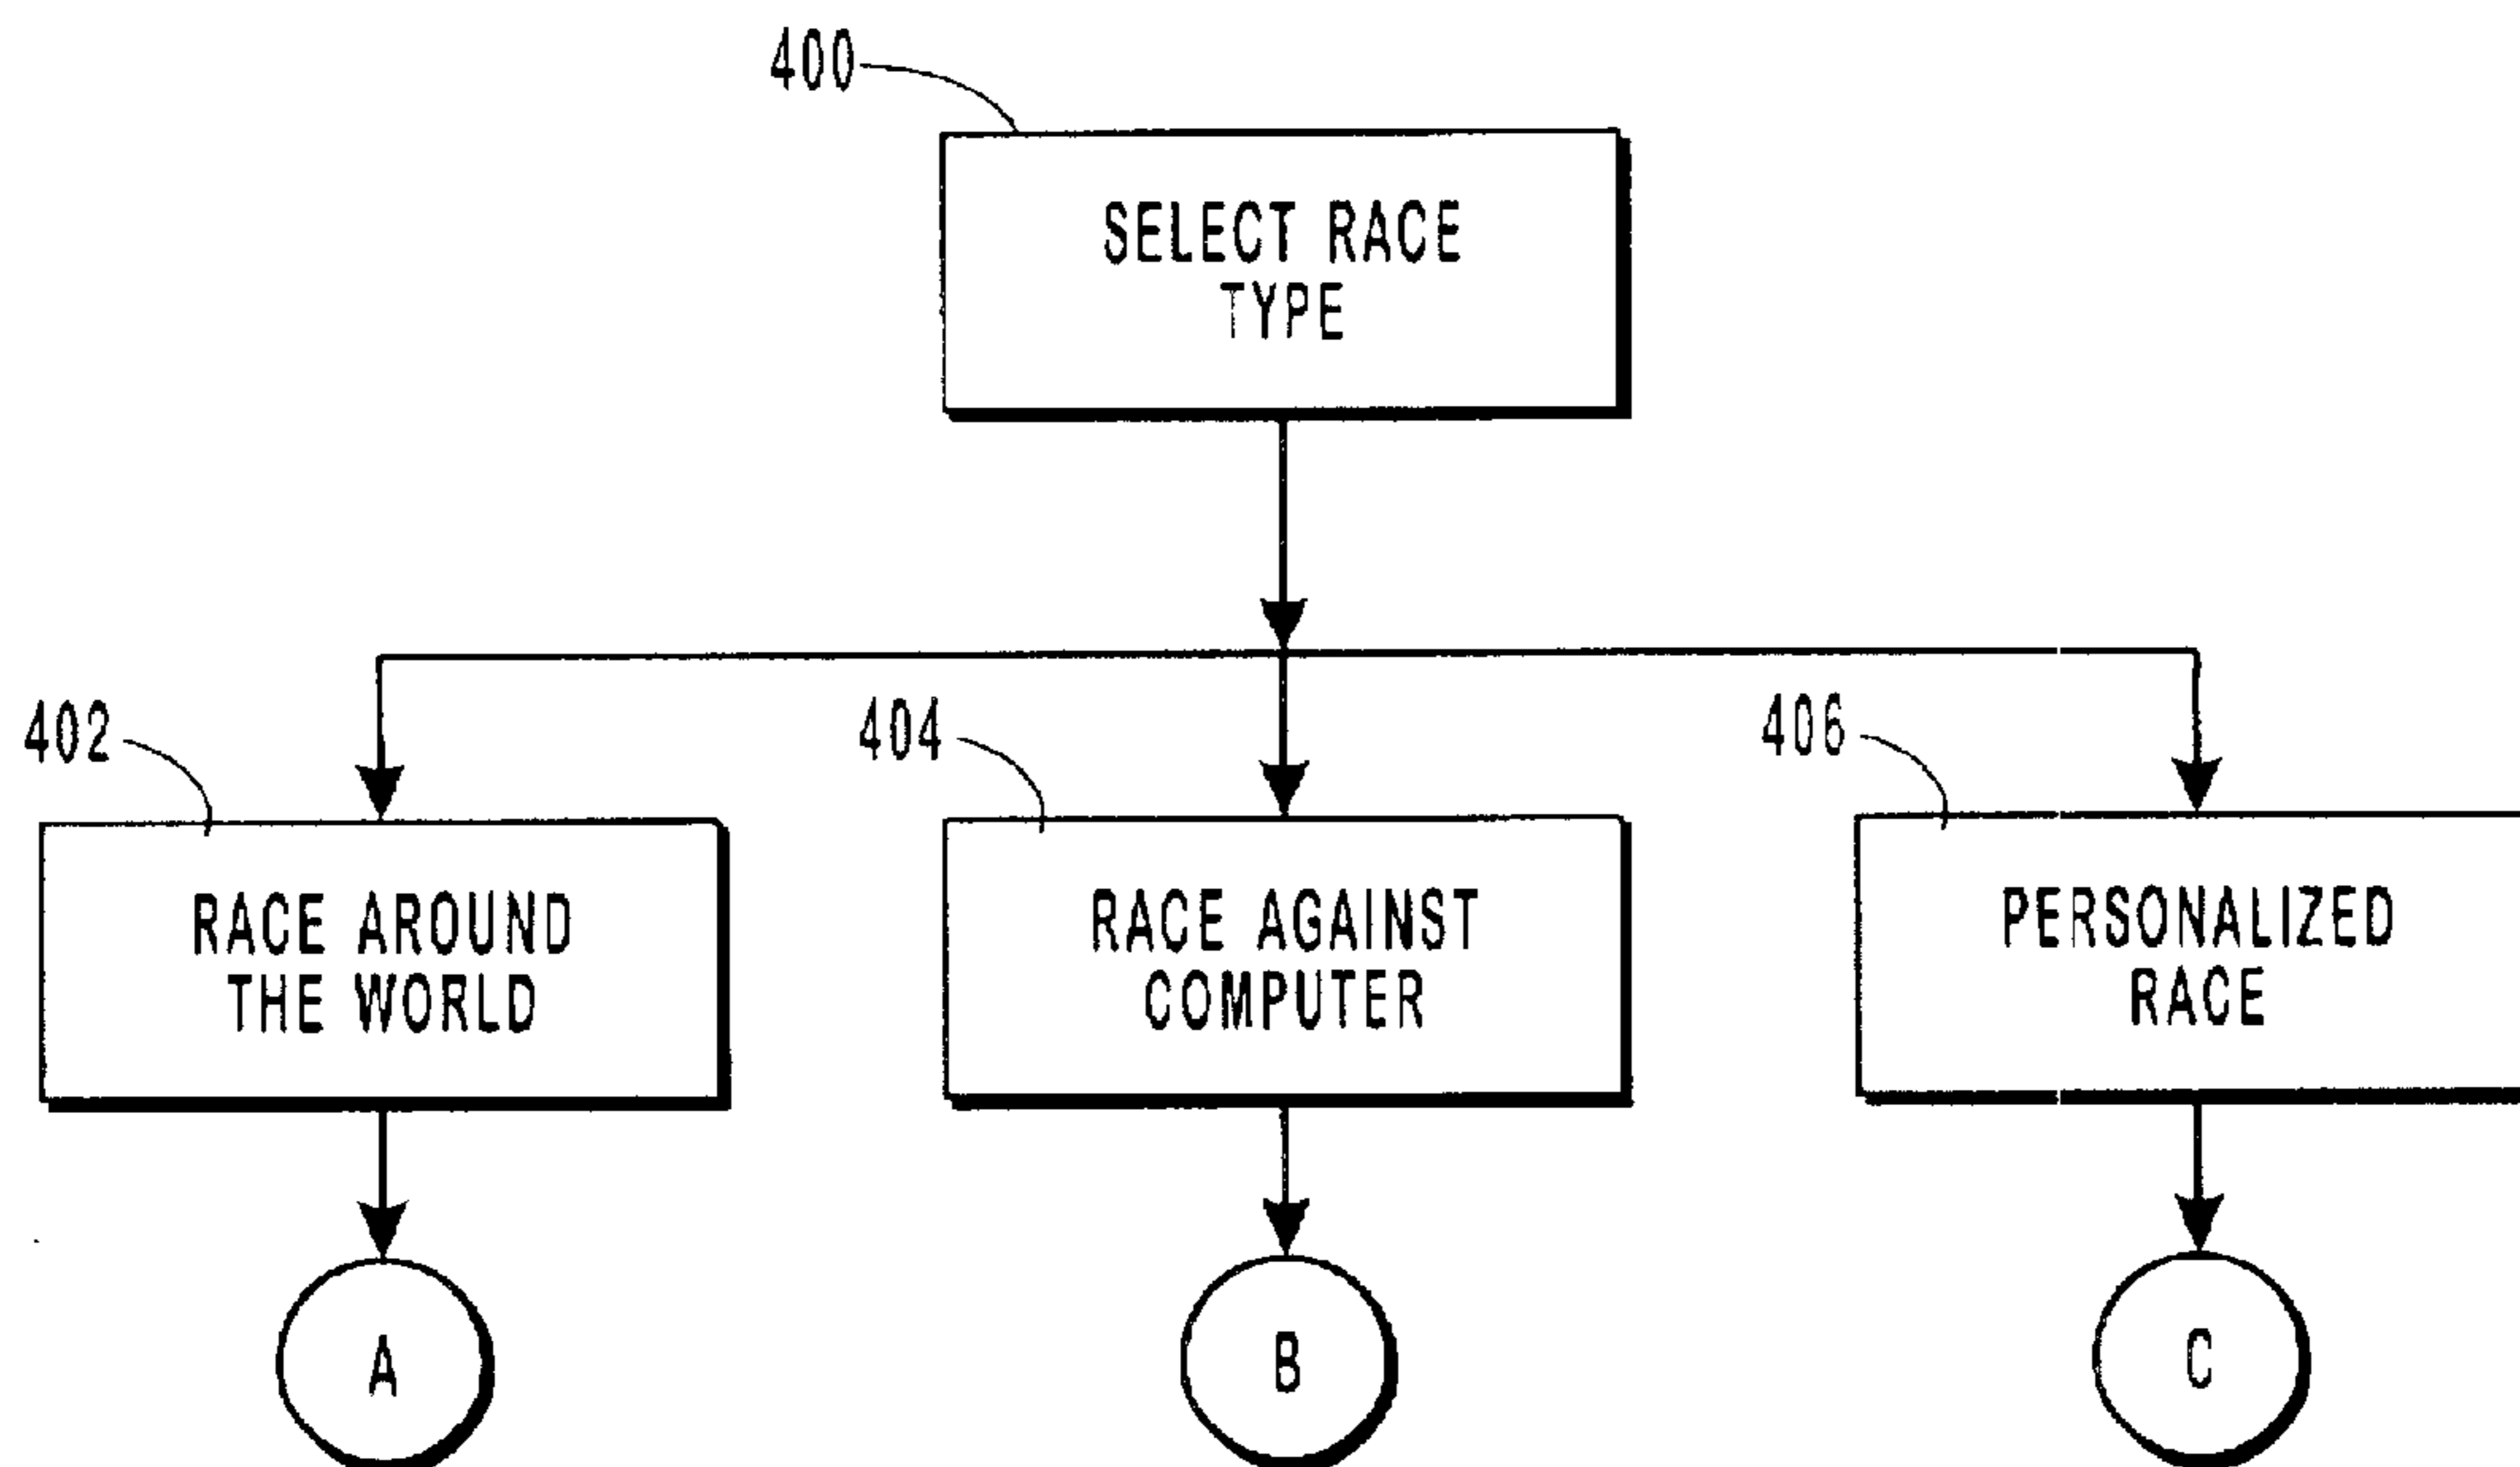 400
SELECT RACE
TYPE
402
404
406
RACE AROUND
THE WORLD
RACE AGAINST
COMPUTER
PERSONALIZED
RACE
A
B
C